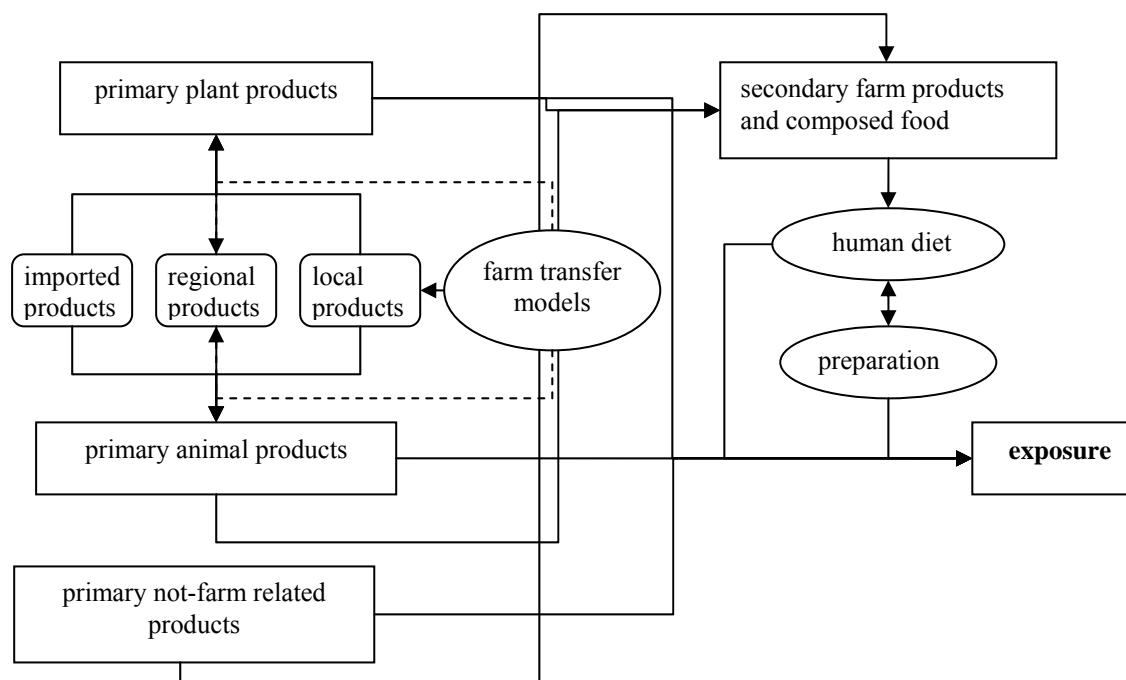 primary plant products
secondary farm products
and composed food
human diet
imported
products
regional
products
local
products
farm transfer
models
preparation
primary animal products
exposure
primary not-farm related
products